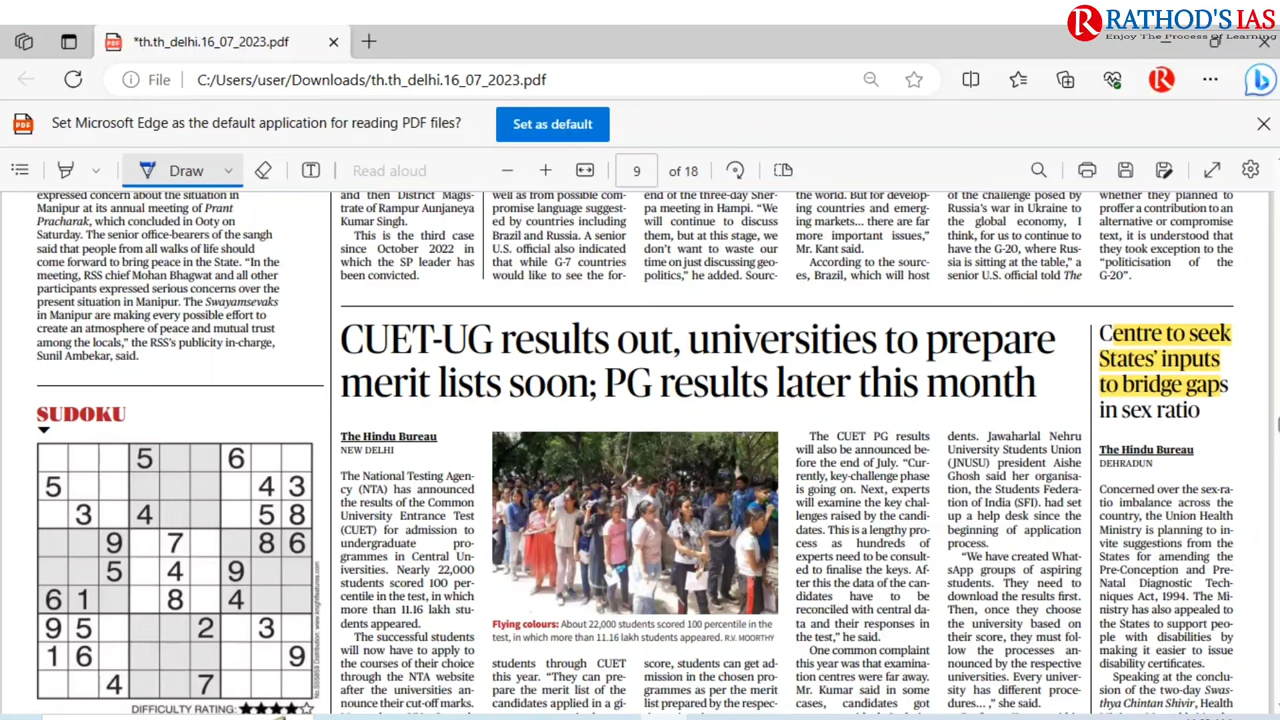 RATHOD'S IAS
Enjoy The Process Of Learning
*th.th_delhi.16_07_2023.pdf
File C:/Users/user/Downloads/th.th_delhi.16_07_2023.pdf
Set Microsoft Edge as the default application for reading PDF files? Set as default
Draw Read aloud 9 of 18
expressed concern about the situation in
Manipur at its annual meeting of Prant
Pracharak, which concluded in Ooty on
Saturday. The senior office-bearers of the sangh
said that people from all walks of life should
come forward to bring peace in the State. "In the
meeting, RSS chief Mohan Bhagwat and all other
participants expressed serious concerns over the
present situation in Manipur. The Swayamsevaks
in Manipur are making every possible effort to
create an atmosphere of peace and mutual trust
among the locals," the RSS's publicity in-charge,
Sunil Ambekar, said.
and then District Magis-
trate of Rampur Aunjaneya
Kumar Singh.
This is the third case
since October 2022 in
which the SP leader has
been convicted.
well as from possible com-
promise language suggest-
ed by countries including
Brazil and Russia. A senior
U.S. official also indicated
that while G-7 countries
would like to see the for-
end of the three-day Sher-
pa meeting in Hampi. "We
will continue to discuss
them, but at this stage, we
don't want to waste our
time on just discussing geo-
politics," he added. Sourc-
the world. But for develop-
ing countries and emerg-
ing markets... there are far
more important issues,"
Mr. Kant said.
According to the sourc-
es, Brazil, which will host
of the challenge posed by
Russia's war in Ukraine to
the global economy, I
think, for us to continue to
have the G-20, where Rus-
sia is sitting at the table," a
senior U.S. official told The
whether they planned to
proffer a contribution to an
alternative or compromise
text, it is understood that
they took exception to the
"politicisation of the
G-20".
SUDOKU
5 6
5 4 3
3 4 5 8
9 7 8 6
5 4 9
6 1 8 4
9 5 2 3
1 6 9
4 7
DIFFICULTY RATING: ★★★★☆
CUET-UG results out, universities to prepare
merit lists soon; PG results later this month
The Hindu Bureau
NEW DELHI
The National Testing Agen-
cy (NTA) has announced
the results of the Common
University Entrance Test
(CUET) for admission to
undergraduate pro-
grammes in Central Uni-
versities. Nearly 22,000
students scored 100 per-
centile in the test, in which
more than 11.16 lakh stu-
dents appeared.
The successful students
will now have to apply to
the courses of their choice
through the NTA website
after the universities an-
nounce their cut-off marks.
Flying colours: About 22,000 students scored 100 percentile in the
test, in which more than 11.16 lakh students appeared. R.V. MOORTHY
students through CUET
this year. "They can pre-
pare the merit list of the
candidates applied in a gi-
score, students can get ad-
mission in the chosen pro-
grammes as per the merit
list prepared by the respec-
The CUET PG results
will also be announced be-
fore the end of July. "Cur-
rently, key-challenge phase
is going on. Next, experts
will examine the key chal-
lenges raised by the candi-
dates. This is a lengthy pro-
cess as hundreds of
experts need to be consult-
ed to finalise the keys. Af-
ter this the data of the can-
didates have to be
reconciled with central da-
ta and their responses in
the test," he said.
One common complaint
this year was that examina-
tion centres were far away.
Mr. Kumar said in some
cases, candidates got
dents. Jawaharlal Nehru
University Students Union
(JNUSU) president Aishe
Ghosh said her organisa-
tion, the Students Federa-
tion of India (SFI). had set
up a help desk since the
beginning of application
process.
"We have created What-
sApp groups of aspiring
students. They need to
download the results first.
Then, once they choose
the university based on
their score, they must fol-
low the processes an-
nounced by the respective
universities. Every univer-
sity has different proce-
dures... ," she said.
Centre to seek
States' inputs
to bridge gaps
in sex ratio
The Hindu Bureau
DEHRADUN
Concerned over the sex-ra-
tio imbalance across the
country, the Union Health
Ministry is planning to in-
vite suggestions from the
States for amending the
Pre-Conception and Pre-
Natal Diagnostic Tech-
niques Act, 1994. The Mi-
nistry has also appealed to
the States to support peo-
ple with disabilities by
making it easier to issue
disability certificates.
Speaking at the conclu-
sion of the two-day Swas-
thya Chintan Shivir, Health